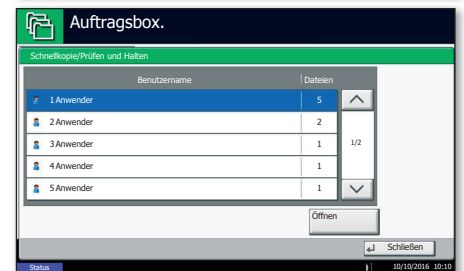 Auftragsbox.
Schnellkopie/Prüfen und Halten
Benutzername Dateien
1 Anwender 5
2 Anwender 2
3 Anwender 1
1/2
4 Anwender 1
5 Anwender 1
Öffnen
Schließen
Status 10/10/2016 10:10